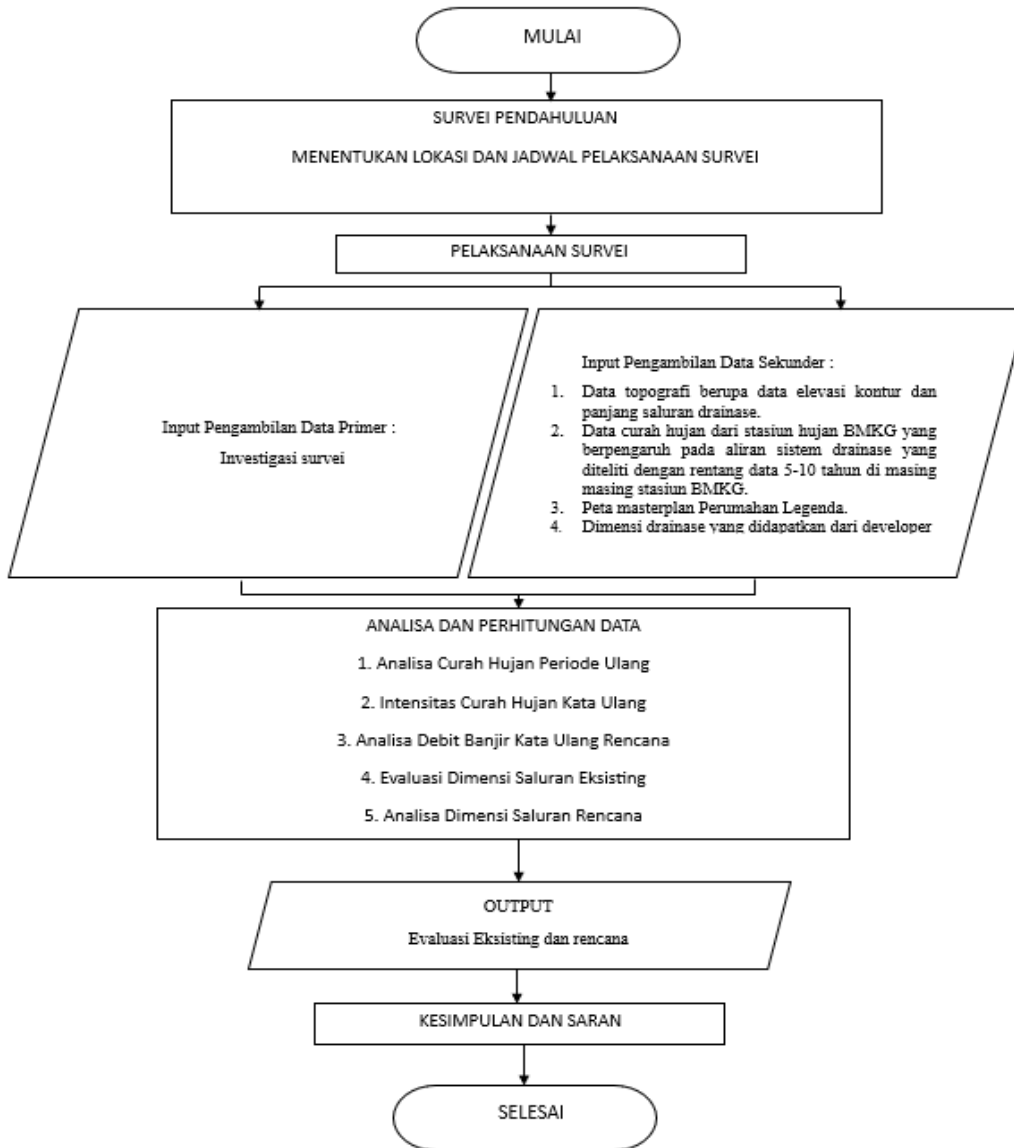 MULAI
SURVEI PENDAHULUAN
MENENTUKAN LOKASI DAN JADWAL PELAKSANAAN SURVEI
PELAKSANAAN SURVEI
Input Pengambilan Data Primer :
Investigasi survei
Input Pengambilan Data Sekunder :
1. Data topografi berupa data elevasi kontur dan
panjang saluran drainase.
2. Data curah hujan dari stasiun hujan BMKG yang
berpengaruh pada aliran sistem drainase yang
diteliti dengan rentang data 5-10 tahun di masing
masing stasiun BMKG.
3. Peta masterplan Perumahan Legenda.
4. Dimensi drainase yang didapatkan dari developer
ANALISA DAN PERHITUNGAN DATA
1. Analisa Curah Hujan Periode Ulang
2. Intensitas Curah Hujan Kata Ulang
3. Analisa Debit Banjir Kata Ulang Rencana
4. Evaluasi Dimensi Saluran Eksisting
5. Analisa Dimensi Saluran Rencana
OUTPUT
Evaluasi Eksisting dan rencana
KESIMPULAN DAN SARAN
SELESAI